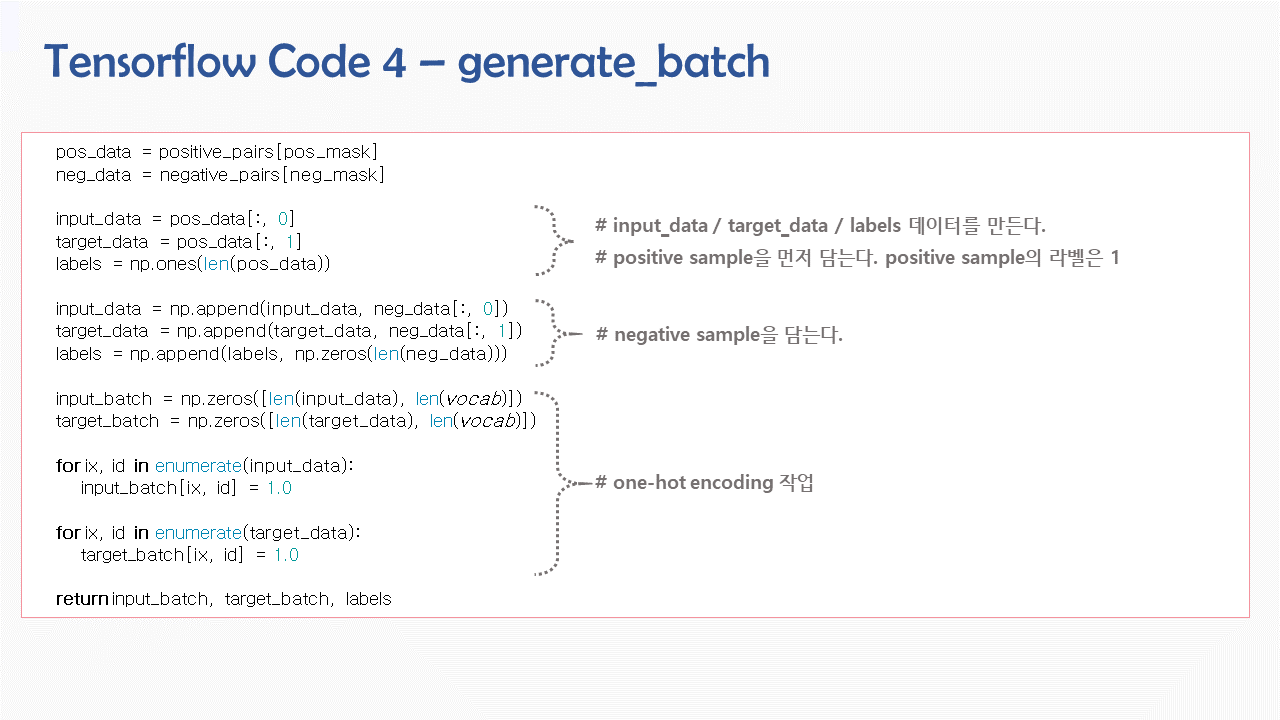 Tensorflow Code 4 – generate_batch
pos_data = positive_pairs[pos_mask]
neg_data = negative_pairs[neg_mask]
input_data = pos_data[:, 0]
target_data = pos_data[:, 1]
labels = np.ones(len(pos_data))
# input_data / target_data / labels 데이터를 만든다.
# positive sample을 먼저 담는다. positive sample의 라벨은 1
input_data = np.append(input_data, neg_data[:, 0])
target_data = np.append(target_data, neg_data[:, 1])
labels = np.append(labels, np.zeros(len(neg_data)))
# negative sample을 담는다.
input_batch = np.zeros([len(input_data), len(vocab)])
target_batch = np.zeros([len(target_data), len(vocab)])
for ix, id in enumerate(input_data):
input_batch[ix, id] = 1.0
for ix, id in enumerate(target_data):
target_batch[ix, id] = 1.0
# one-hot encoding 작업
return input_batch, target_batch, labels